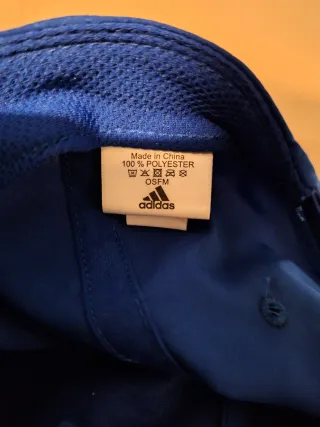 Made in China
100 % POLYESTER
OSFM
adidas